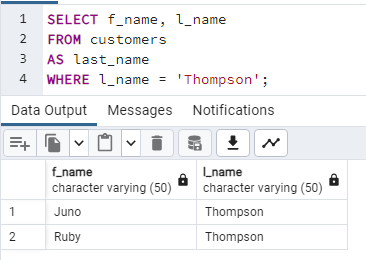 1 SELECT f_name, l_name
2 FROM customers
3 AS last_name
4 WHERE l_name = 'Thompson';
Data Output Messages Notifications
f_name l_name
character varying (50) character varying (50)
1 Juno Thompson
2 Ruby Thompson